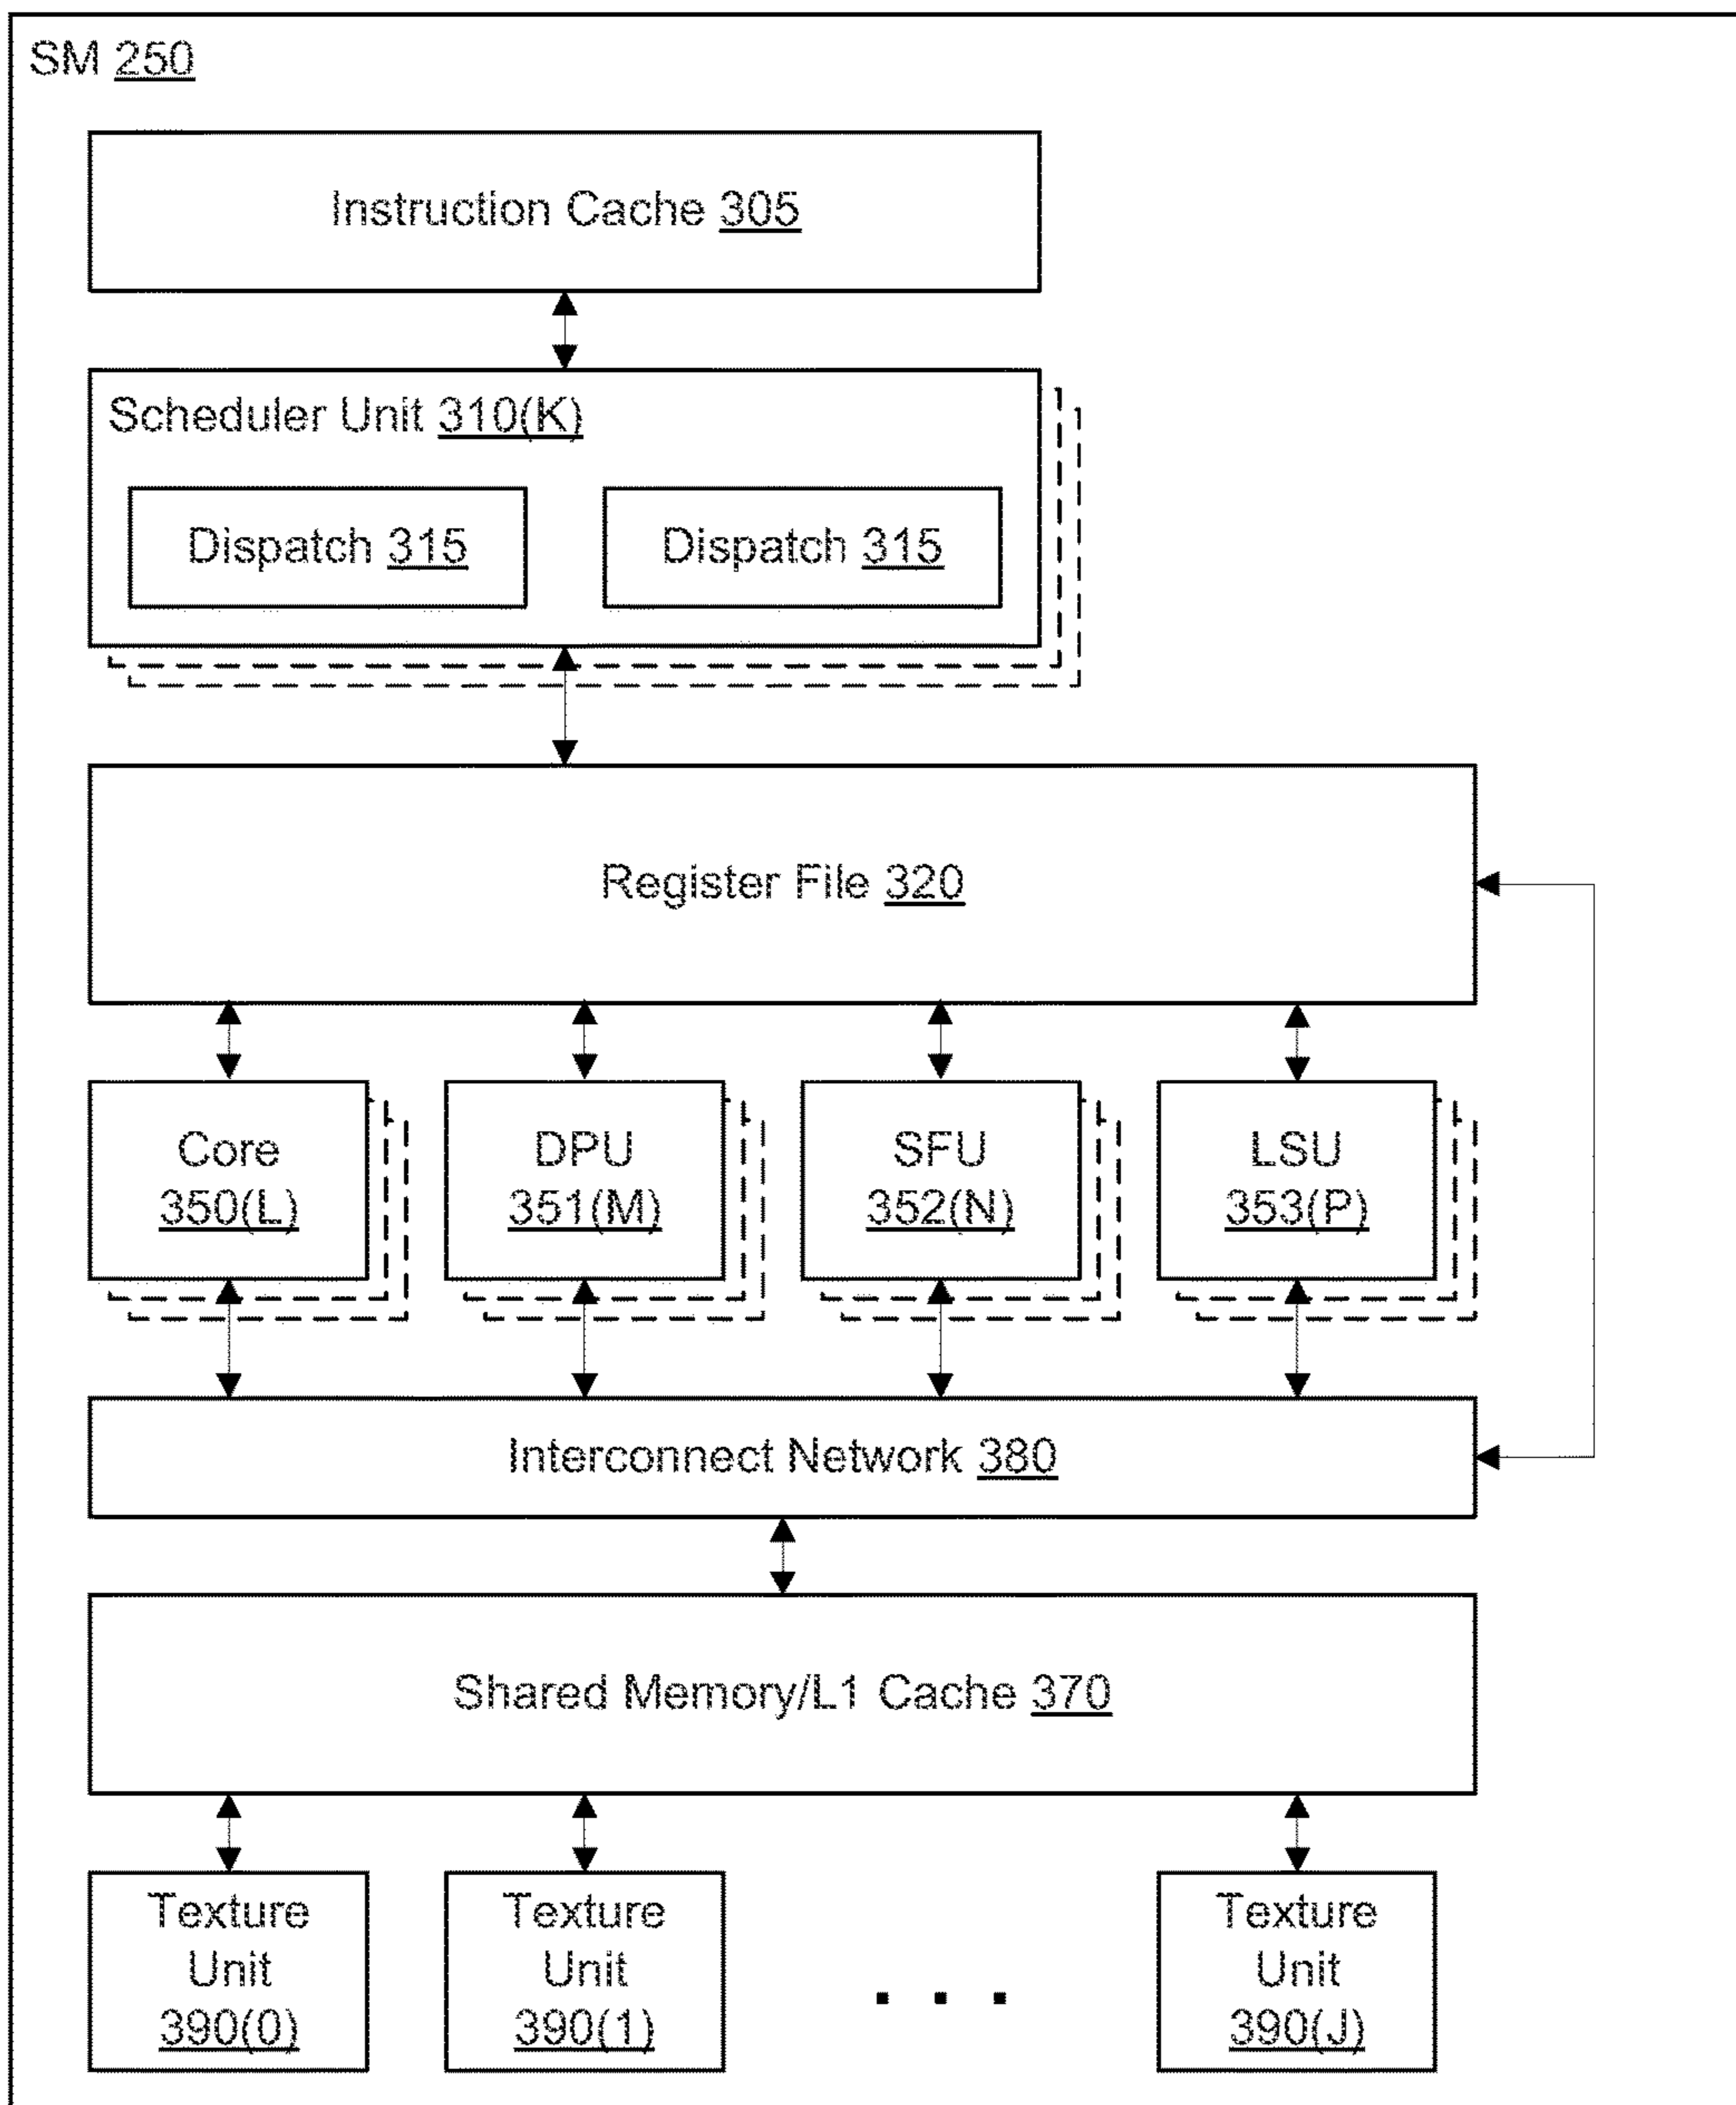 SM 250
Instruction Cache 305
Scheduler Unit 310(K)
Dispatch 315
Dispatch 315
Register File 320
Core
350(L)
DPU
351(M)
SFU
352(N)
LSU
353(P)
Interconnect Network 380
Shared Memory/L1 Cache 370
Texture
Unit
390(0)
Texture
Unit
390(1)
. . .
Texture
Unit
390(J)